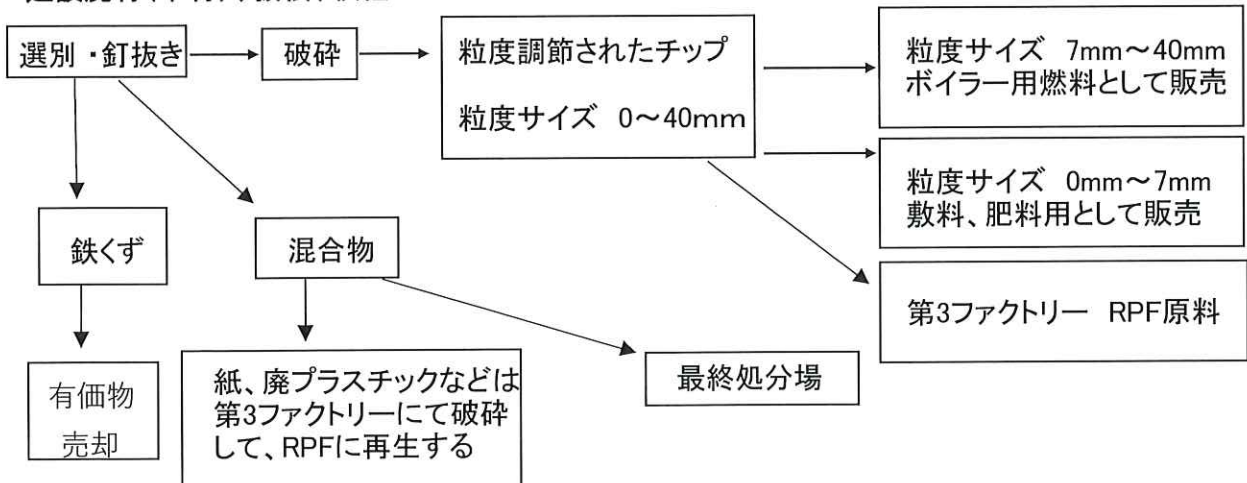 選別・釘抜き
破砕
粒度調節されたチップ
粒度サイズ 0～40mm
粒度サイズ 7mm～40mm
ボイラー用燃料として販売
粒度サイズ 0mm～7mm
敷料、肥料用として販売
第3ファクトリー RPF原料
鉄くず
混合物
有価物
売却
紙、廃プラスチックなどは
第3ファクトリーにて破砕
して、RPFに再生する
最終処分場